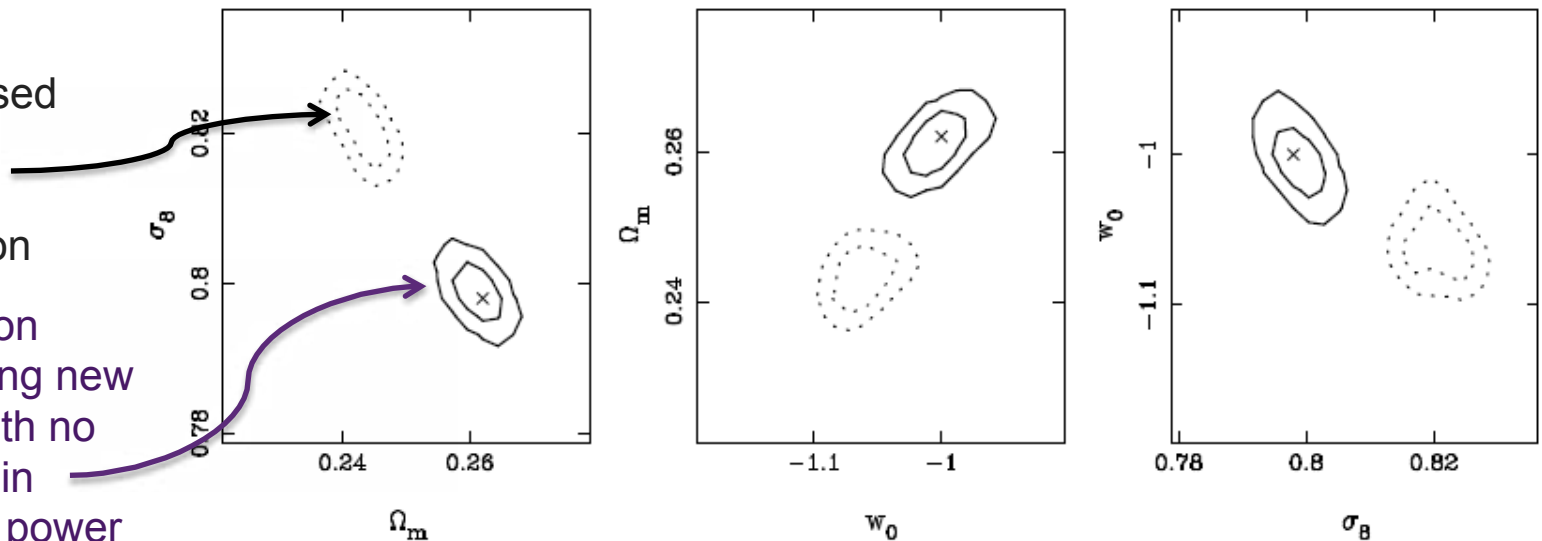 sed
on
on
ng new
th no
in
power
σ8
0.82
0.8
0.78
0.24 0.26
Ωm
Ωm
0.26
0.24
−1.1 −1
w0
w0
−1
−1.1
0.78 0.8 0.82
σ8